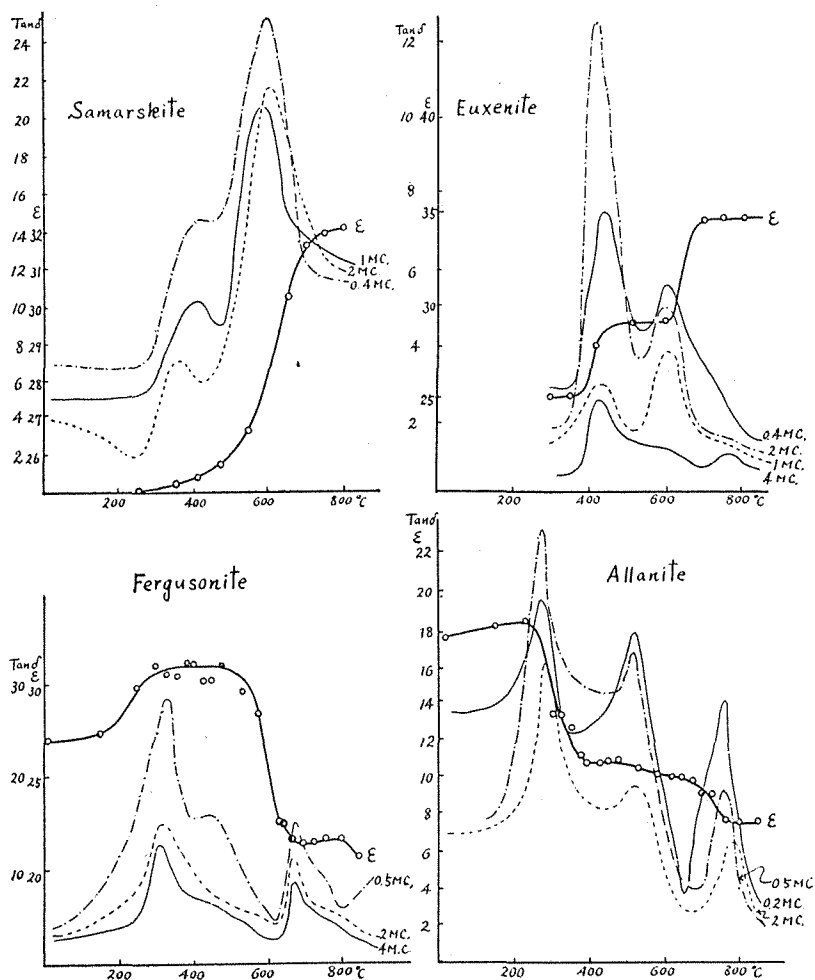 Tanδ
24
22
20
18
16
ε
14 32
12 31
10 30
8 29
6 28
4 27
2 26
Samarskite
ε
1MC.
2MC.
0.4MC.
200 400 600 800 °C
Tanδ
12
ε
10 40
8
35
6
30
4
25
2
Euxenite
ε
0.4MC.
2MC.
1MC.
4MC.
200 400 600 800 °C
Fergusonite
Tanδ
ε
30 30
20 25
10 20
ε
0.5MC.
2MC.
4M.C
200 400 600 800 °C
Tanδ
ε
22
20
18
16
14
12
10
8
6
4
2
Allanite
ε
0.5MC
0.2MC
2MC.
200 400 600 800 °C